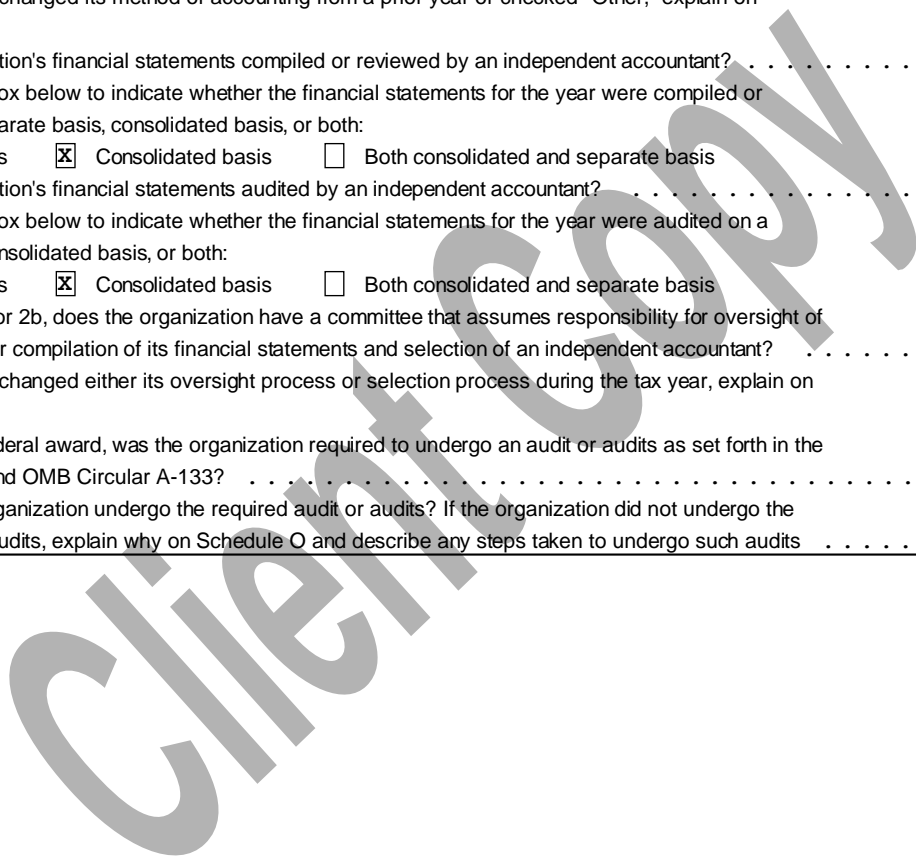 changed its method of accounting from a prior year or checked "Other," explain on
tion's financial statements compiled or reviewed by an independent accountant? . . . . . . . . .
ox below to indicate whether the financial statements for the year were compiled or
arate basis, consolidated basis, or both:
s X Consolidated basis Both consolidated and separate basis
tion's financial statements audited by an independent accountant? . . . . . . . . . . . . . . .
ox below to indicate whether the financial statements for the year were audited on a
nsolidated basis, or both:
s X Consolidated basis Both consolidated and separate basis
or 2b, does the organization have a committee that assumes responsibility for oversight of
r compilation of its financial statements and selection of an independent accountant? . . . . . .
changed either its oversight process or selection process during the tax year, explain on
deral award, was the organization required to undergo an audit or audits as set forth in the
nd OMB Circular A-133? . . . . . . . . . . . . . . . . . . . . . . . . . . . . . . . . . . .
ganization undergo the required audit or audits? If the organization did not undergo the
udits, explain why on Schedule O and describe any steps taken to undergo such audits . . . . .
Client Copy